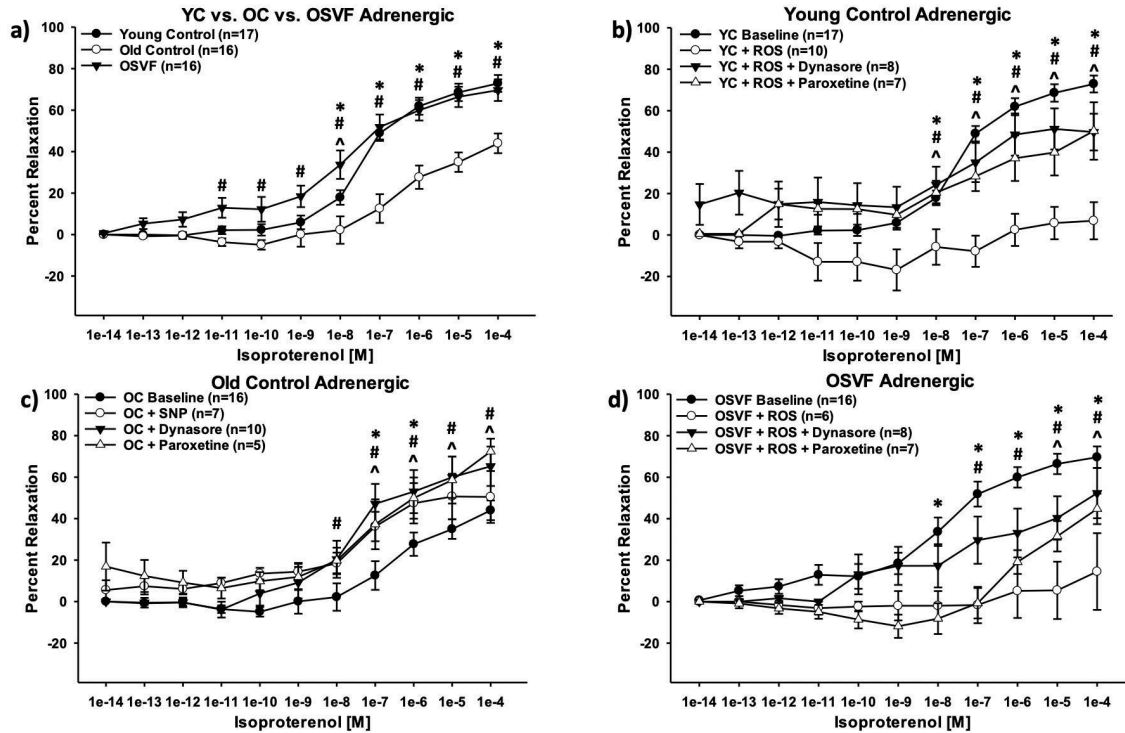 a)
YC vs. OC vs. OSVF Adrenergic
Young Control (n=17)
Old Control (n=16)
OSVF (n=16)
Percent Relaxation
100
80
60
40
20
0
-20
# # # * # ^ * # * # * # * #
1e-14 1e-13 1e-12 1e-11 1e-10 1e-9 1e-8 1e-7 1e-6 1e-5 1e-4
Isoproterenol [M]
b)
Young Control Adrenergic
YC Baseline (n=17)
YC + ROS (n=10)
YC + ROS + Dynasore (n=8)
YC + ROS + Paroxetine (n=7)
Percent Relaxation
100
80
60
40
20
0
-20
* # ^ * # ^ * # ^ * # ^ * # ^
1e-14 1e-13 1e-12 1e-11 1e-10 1e-9 1e-8 1e-7 1e-6 1e-5 1e-4
Isoproterenol [M]
c)
Old Control Adrenergic
OC Baseline (n=16)
OC + SNP (n=7)
OC + Dynasore (n=10)
OC + Paroxetine (n=5)
Percent Relaxation
100
80
60
40
20
0
-20
# * # ^ * # ^ # ^ # ^
1e-14 1e-13 1e-12 1e-11 1e-10 1e-9 1e-8 1e-7 1e-6 1e-5 1e-4
Isoproterenol [M]
d)
OSVF Adrenergic
OSVF Baseline (n=16)
OSVF + ROS (n=6)
OSVF + ROS + Dynasore (n=8)
OSVF + ROS + Paroxetine (n=7)
Percent Relaxation
100
80
60
40
20
0
-20
* * # * # * # ^ * # ^
1e-14 1e-13 1e-12 1e-11 1e-10 1e-9 1e-8 1e-7 1e-6 1e-5 1e-4
Isoproterenol [M]